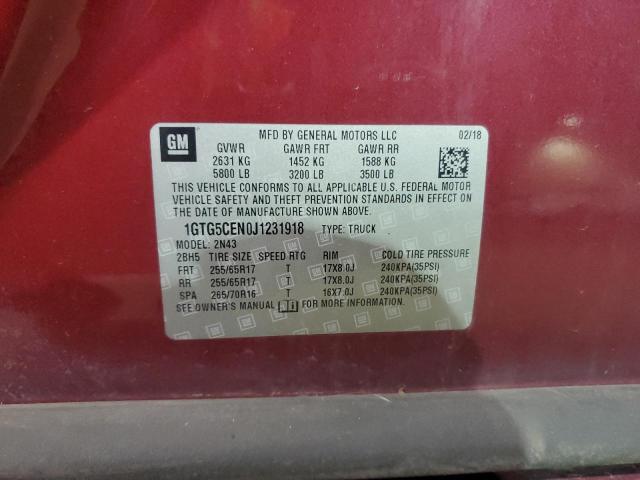 GM
MFD BY GENERAL MOTORS LLC 02/18
GVWR GAWR FRT GAWR RR
2631 KG 1452 KG 1588 KG
5800 LB 3200 LB 3500 LB
THIS VEHICLE CONFORMS TO ALL APPLICABLE U.S. FEDERAL MOTOR
VEHICLE SAFETY AND THEFT PREVENTION STANDARDS IN EFFECT ON
THE DATE OF MANUFACTURE SHOWN ABOVE.
1GTG5CEN0J1231918 TYPE: TRUCK
MODEL: 2N43
2BH5 TIRE SIZE SPEED RTG RIM COLD TIRE PRESSURE
FRT 255/65R17 T 17X8.0J 240KPA(35PSI)
RR 255/65R17 T 17X8.0J 240KPA(35PSI)
SPA 265/70R16 T 16X7.0J 240KPA(35PSI)
SEE OWNER'S MANUAL FOR MORE INFORMATION.